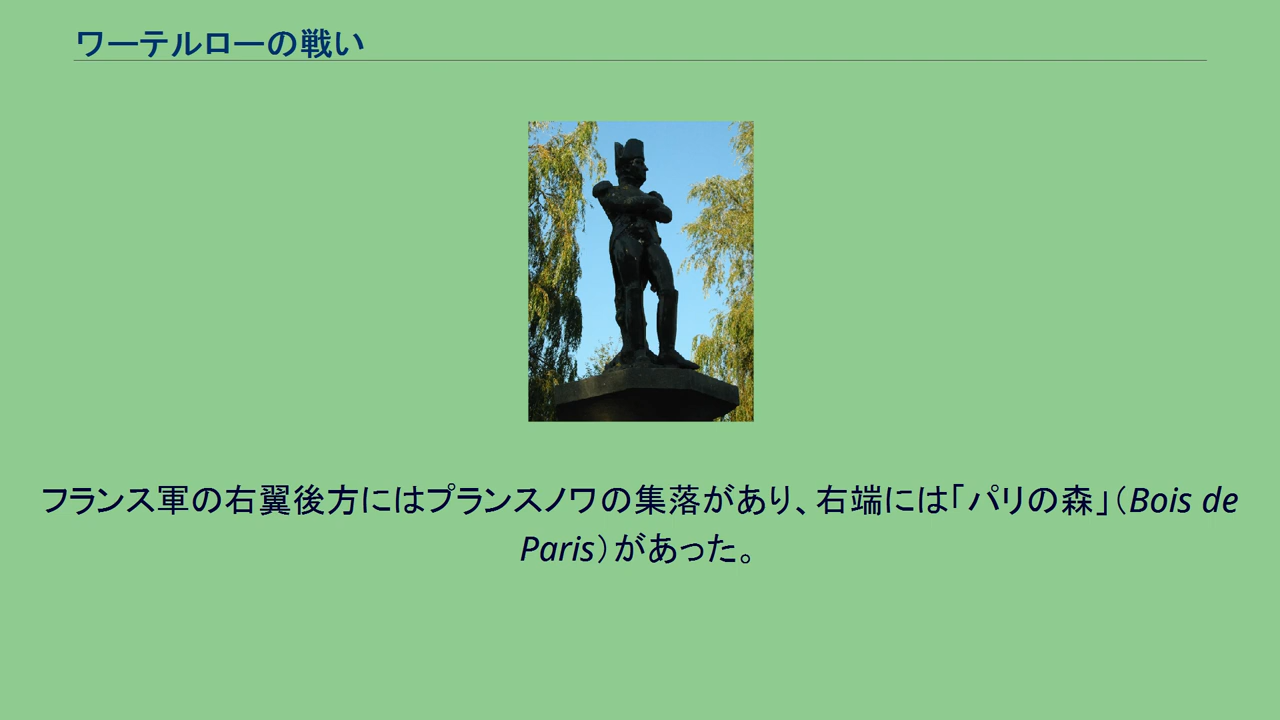 ワーテルローの戦い
フランス軍の右翼後方にはプランスノワの集落があり、右端には「パリの森」（Bois de
Paris）があった。